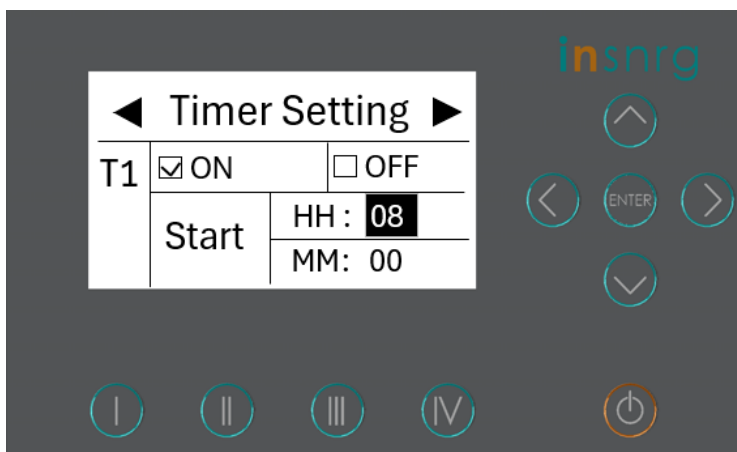 insnrg
Timer Setting
T1 ON OFF
Start HH: 08
MM: 00
ENTER
I II III IV